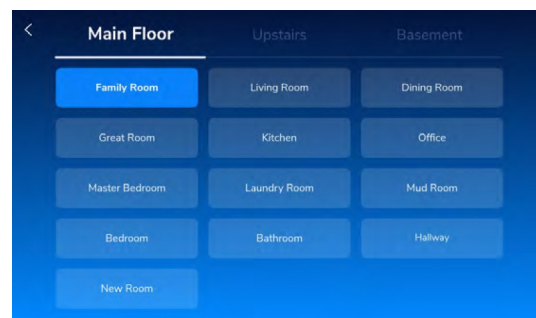 Main Floor Upstairs Basement
Family Room Living Room Dining Room
Great Room Kitchen Office
Master Bedroom Laundry Room Mud Room
Bedroom Bathroom Hallway
New Room